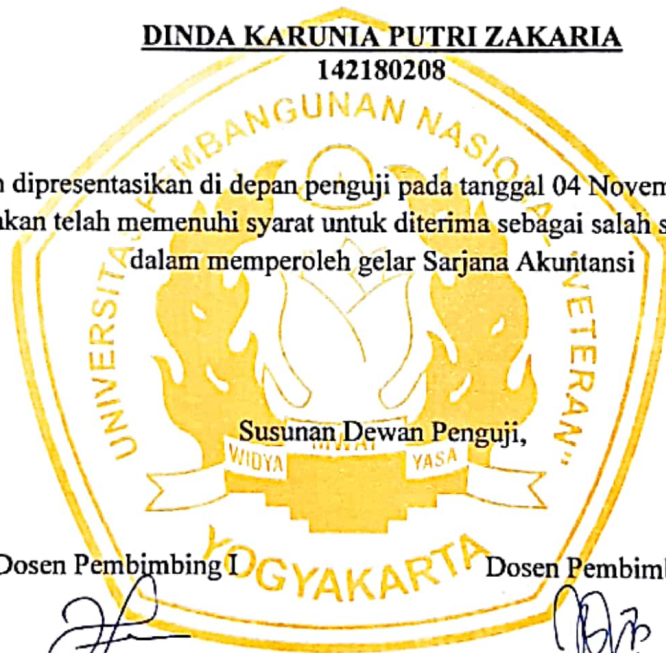 DINDA KARUNIA PUTRI ZAKARIA
142180208
UNIVERSITAS PEMBANGUNAN NASIONAL "VETERAN"
dipresentasikan di depan penguji pada tanggal 04 Novem
akan telah memenuhi syarat untuk diterima sebagai salah s
dalam memperoleh gelar Sarjana Akuntansi
Susunan Dewan Penguji,
WIDYA MWAT YASA
YOGYAKARTA
Dosen Pembimbing I Dosen Pembimb